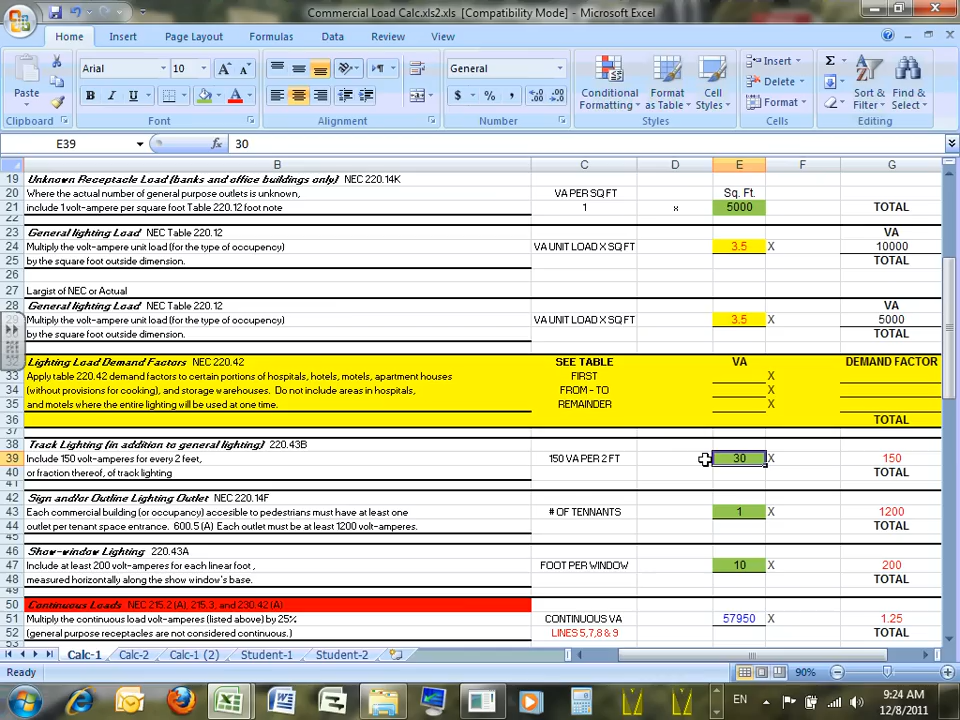 Commercial Load Calc.xls2.xls [Compatibility Mode] - Microsoft Excel
Home Insert Page Layout Formulas Data Review View
Paste Arial 10 A A General Conditional Formatting Format as Table Cell Styles Insert Delete Format Sort & Filter Find & Select
B I U A $ % ,
Clipboard Font Alignment Number Styles Cells Editing
E39 fx 30
B C D E F G
19 Unknown Receptacle Load (banks and office buildings only) NEC 220.14K
20 Where the actual number of general purpose outlets is unknown, VA PER SQ FT Sq. Ft.
21 include 1 volt-ampere per square foot Table 220.12 foot note 1 x 5000 TOTAL
22
23 General lighting Load NEC Table 220.12 VA
24 Multiply the volt-ampere unit load (for the type of occupency) VA UNIT LOAD X SQ FT 3.5 X 10000
25 by the square foot outside dimension. TOTAL
26
27 Largist of NEC or Actual
28 General lighting Load NEC Table 220.12 VA
29 Multiply the volt-ampere unit load (for the type of occupency) VA UNIT LOAD X SQ FT 3.5 X 5000
by the square foot outside dimension. TOTAL
32 Lighting Load Demand Factors NEC 220.42 SEE TABLE VA DEMAND FACTOR
33 Apply table 220.42 demand factors to certain portions of hospitals, hotels, motels, apartment houses FIRST X
34 (without provisions for cooking), and storage warehouses. Do not include areas in hospitals, FROM - TO X
35 and motels where the entire lighting will be used at one time. REMAINDER X
36 TOTAL
37
38 Track Lighting (in addition to general lighting) 220.43B
39 Include 150 volt-amperes for every 2 feet, 150 VA PER 2 FT 30 X 150
40 or fraction thereof, of track lighting TOTAL
41
42 Sign and/or Outline Lighting Outlet NEC 220.14F
43 Each commercial building (or occupancy) accesible to pedestrians must have at least one # OF TENNANTS 1 X 1200
44 outlet per tenant space entrance. 600.5 (A) Each outlet must be at least 1200 volt-amperes. TOTAL
45
46 Show-window Lighting 220.43A
47 Include at least 200 volt-amperes for each linear foot , FOOT PER WINDOW 10 X 200
48 measured horizontally along the show window's base. TOTAL
49
50 Continuous Loads NEC 215.2 (A), 215.3, and 230.42 (A)
51 Multiply the continuous load volt-amperes (listed above) by 25% CONTINUOUS VA 57950 X 1.25
52 (general purpose receptacles are not considered continuous.) LINES 5,7,8 & 9 TOTAL
53
Calc-1 Calc-2 Calc-1 (2) Student-1 Student-2
Ready 90%
EN 9:24 AM
12/8/2011